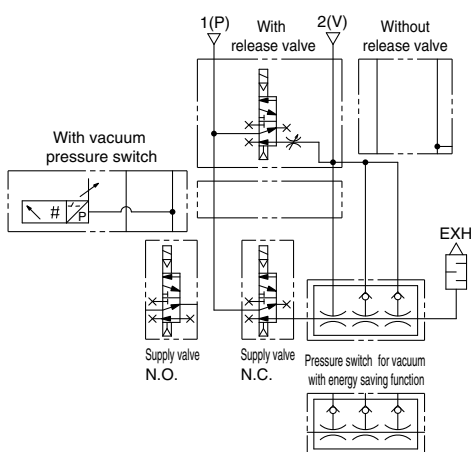 1(P)
With
release valve
2(V)
Without
release valve
With vacuum
pressure switch
#
P
EXH
Supply valve
N.O.
Supply valve
N.C.
Pressure switch for vacuum
with energy saving function